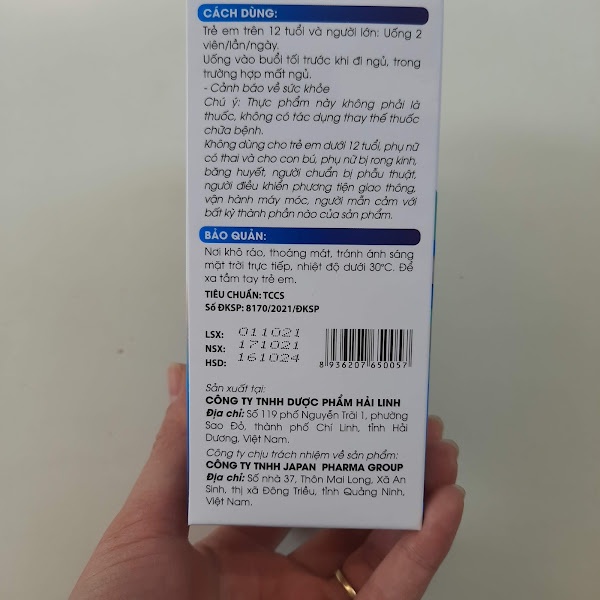 CÁCH DÙNG:
Trẻ em trên 12 tuổi và người lớn: Uống 2
viên/lần/ngày.
Uống vào buổi tối trước khi đi ngủ, trong
trường hợp mất ngủ.
- Cảnh báo về sức khỏe
Chú ý: Thực phẩm này không phải là
thuốc, không có tác dụng thay thế thuốc
chữa bệnh.
Không dùng cho trẻ em dưới 12 tuổi, phụ nữ
có thai và cho con bú, phụ nữ bị rong kinh,
băng huyết, người chuẩn bị phẫu thuật,
người điều khiển phương tiện giao thông,
vận hành máy móc, người mẫn cảm với
bất kỳ thành phần nào của sản phẩm.
BẢO QUẢN:
Nơi khô ráo, thoáng mát, tránh ánh sáng
mặt trời trực tiếp, nhiệt độ dưới 30°C. Để
xa tầm tay trẻ em.
TIÊU CHUẨN: TCCS
Số ĐKSP: 8170/2021/ĐKSP
LSX: 011021
NSX: 171021
HSD: 161024
8 936207 650057
Sản xuất tại:
CÔNG TY TNHH DƯỢC PHẨM HẢI LINH
Địa chỉ: Số 119 phố Nguyễn Trãi 1, phường
Sao Đỏ, thành phố Chí Linh, tỉnh Hải
Dương, Việt Nam.
Công ty chịu trách nhiệm về sản phẩm:
CÔNG TY TNHH JAPAN PHARMA GROUP
Địa chỉ: Số nhà 37, Thôn Mai Long, Xã An
Sinh, thị xã Đông Triều, tỉnh Quảng Ninh,
Việt Nam.